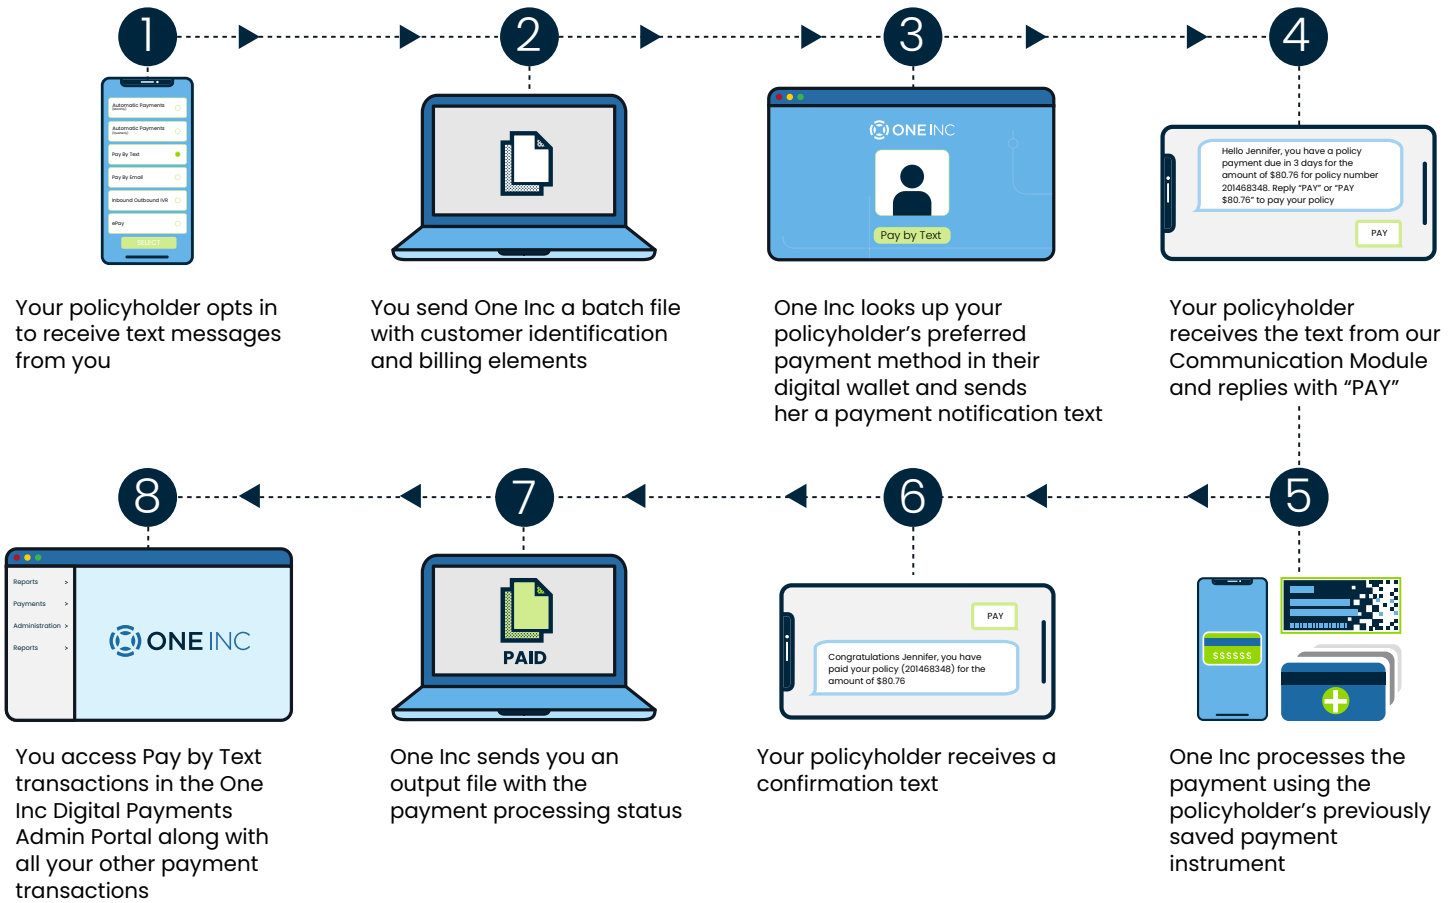 1
2
3
4
Automatic Payments
(Monthly)
Automatic Payments
(Quarterly)
Pay By Text
Pay By Email
Inbound Outbound IVR
ePay
SELECT
ONE INC
Pay by Text
Hello Jennifer, you have a policy
payment due in 3 days for the
amount of $80.76 for policy number
201468348. Reply “PAY” or “PAY
$80.76” to pay your policy
PAY
Your policyholder opts in
to receive text messages
from you
You send One Inc a batch file
with customer identification
and billing elements
One Inc looks up your
policyholder’s preferred
payment method in their
digital wallet and sends
her a payment notification text
Your policyholder
receives the text from our
Communication Module
and replies with “PAY”
8
7
6
5
Reports >
Payments >
Administration >
Reports >
ONE INC
PAID
PAY
Congratulations Jennifer, you have
paid your policy (201468348) for the
amount of $80.76
$$$$$$
You access Pay by Text
transactions in the One
Inc Digital Payments
Admin Portal along with
all your other payment
transactions
One Inc sends you an
output file with the
payment processing status
Your policyholder receives a
confirmation text
One Inc processes the
payment using the
policyholder’s previously
saved payment
instrument